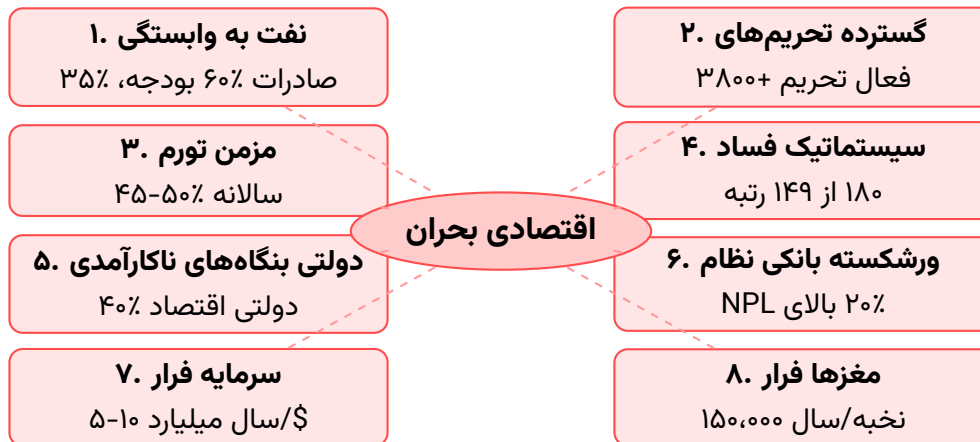 نفت به وابستگی .۱
صادرات ۶۰٪ بودجه، ۳۵٪
گسترده تحریم‌های .۲
فعال تحریم +۳۸۰۰
مزمن تورم .۳
سالانه ۴۵-۵۰٪
سیستماتیک فساد .۴
۱۸۰ از ۱۴۹ رتبه
اقتصادی بحران
دولتی بنگاه‌های ناکارآمدی .۵
دولتی اقتصاد ۴۰٪
ورشکسته بانکی نظام .۶
۲۰٪ بالای NPL
سرمایه فرار .۷
$/سال میلیارد ۵-۱۰
مغزها فرار .۸
نخبه/سال ۱۵۰،۰۰۰